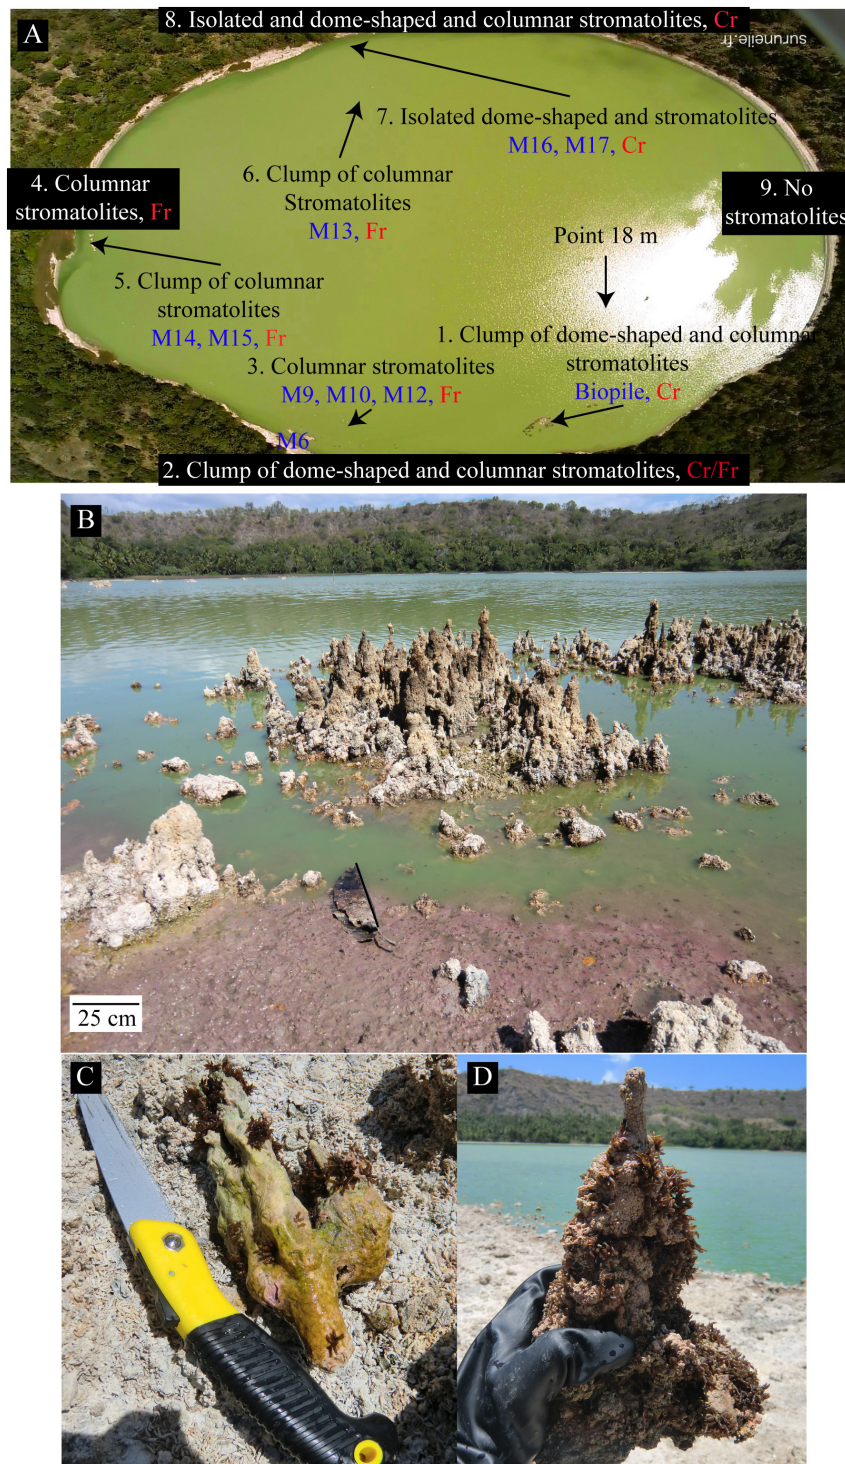 A
8. Isolated and dome-shaped and columnar stromatolites, Cr
suruneile.fr
7. Isolated dome-shaped and stromatolites
M16, M17, Cr
4. Columnar
stromatolites, Fr
6. Clump of columnar
Stromatolites
M13, Fr
9. No
stromatolites
Point 18 m
5. Clump of columnar
stromatolites
M14, M15, Fr
1. Clump of dome-shaped and columnar
stromatolites
Biopile, Cr
3. Columnar stromatolites
M9, M10, M12, Fr
M6
2. Clump of dome-shaped and columnar stromatolites, Cr/Fr
B
25 cm
C
D